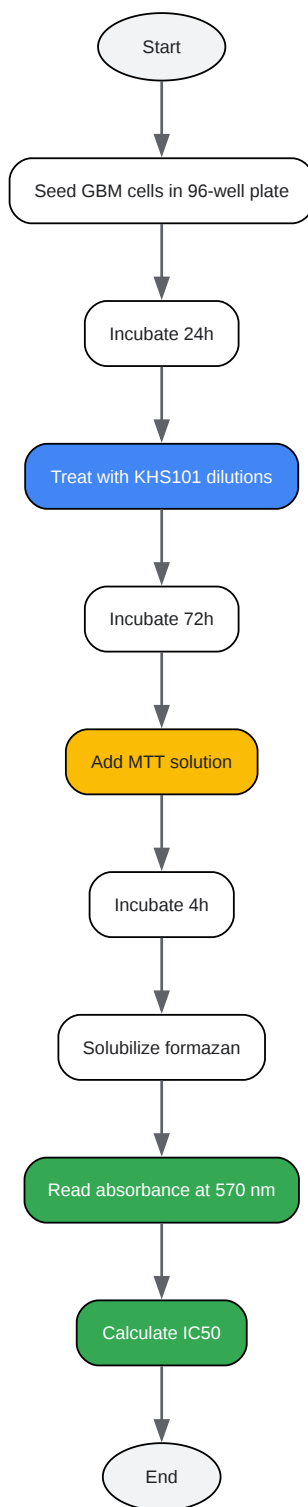 Start
Seed GBM cells in 96-well plate
Incubate 24h
Treat with KHS101 dilutions
Incubate 72h
Add MTT solution
Incubate 4h
Solubilize formazan
Read absorbance at 570 nm
Calculate IC50
End